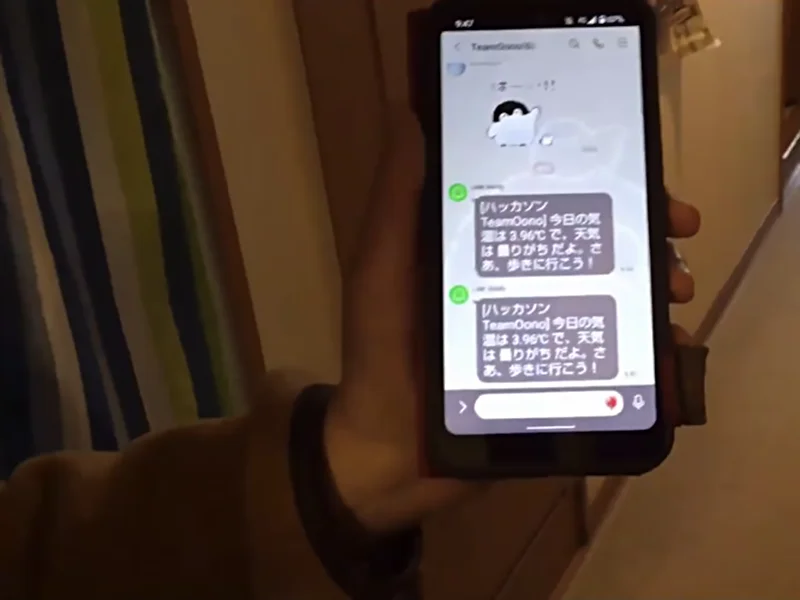 9:47
TeamOono
[ハッカソン
TeamOono] 今日の気
温は 3.96℃ で、天気
は 曇りがち だよ。さ
あ、歩きに行こう！
[ハッカソン
TeamOono] 今日の気
温は 3.96℃ で、天気
は 曇りがち だよ。さ
あ、歩きに行こう！